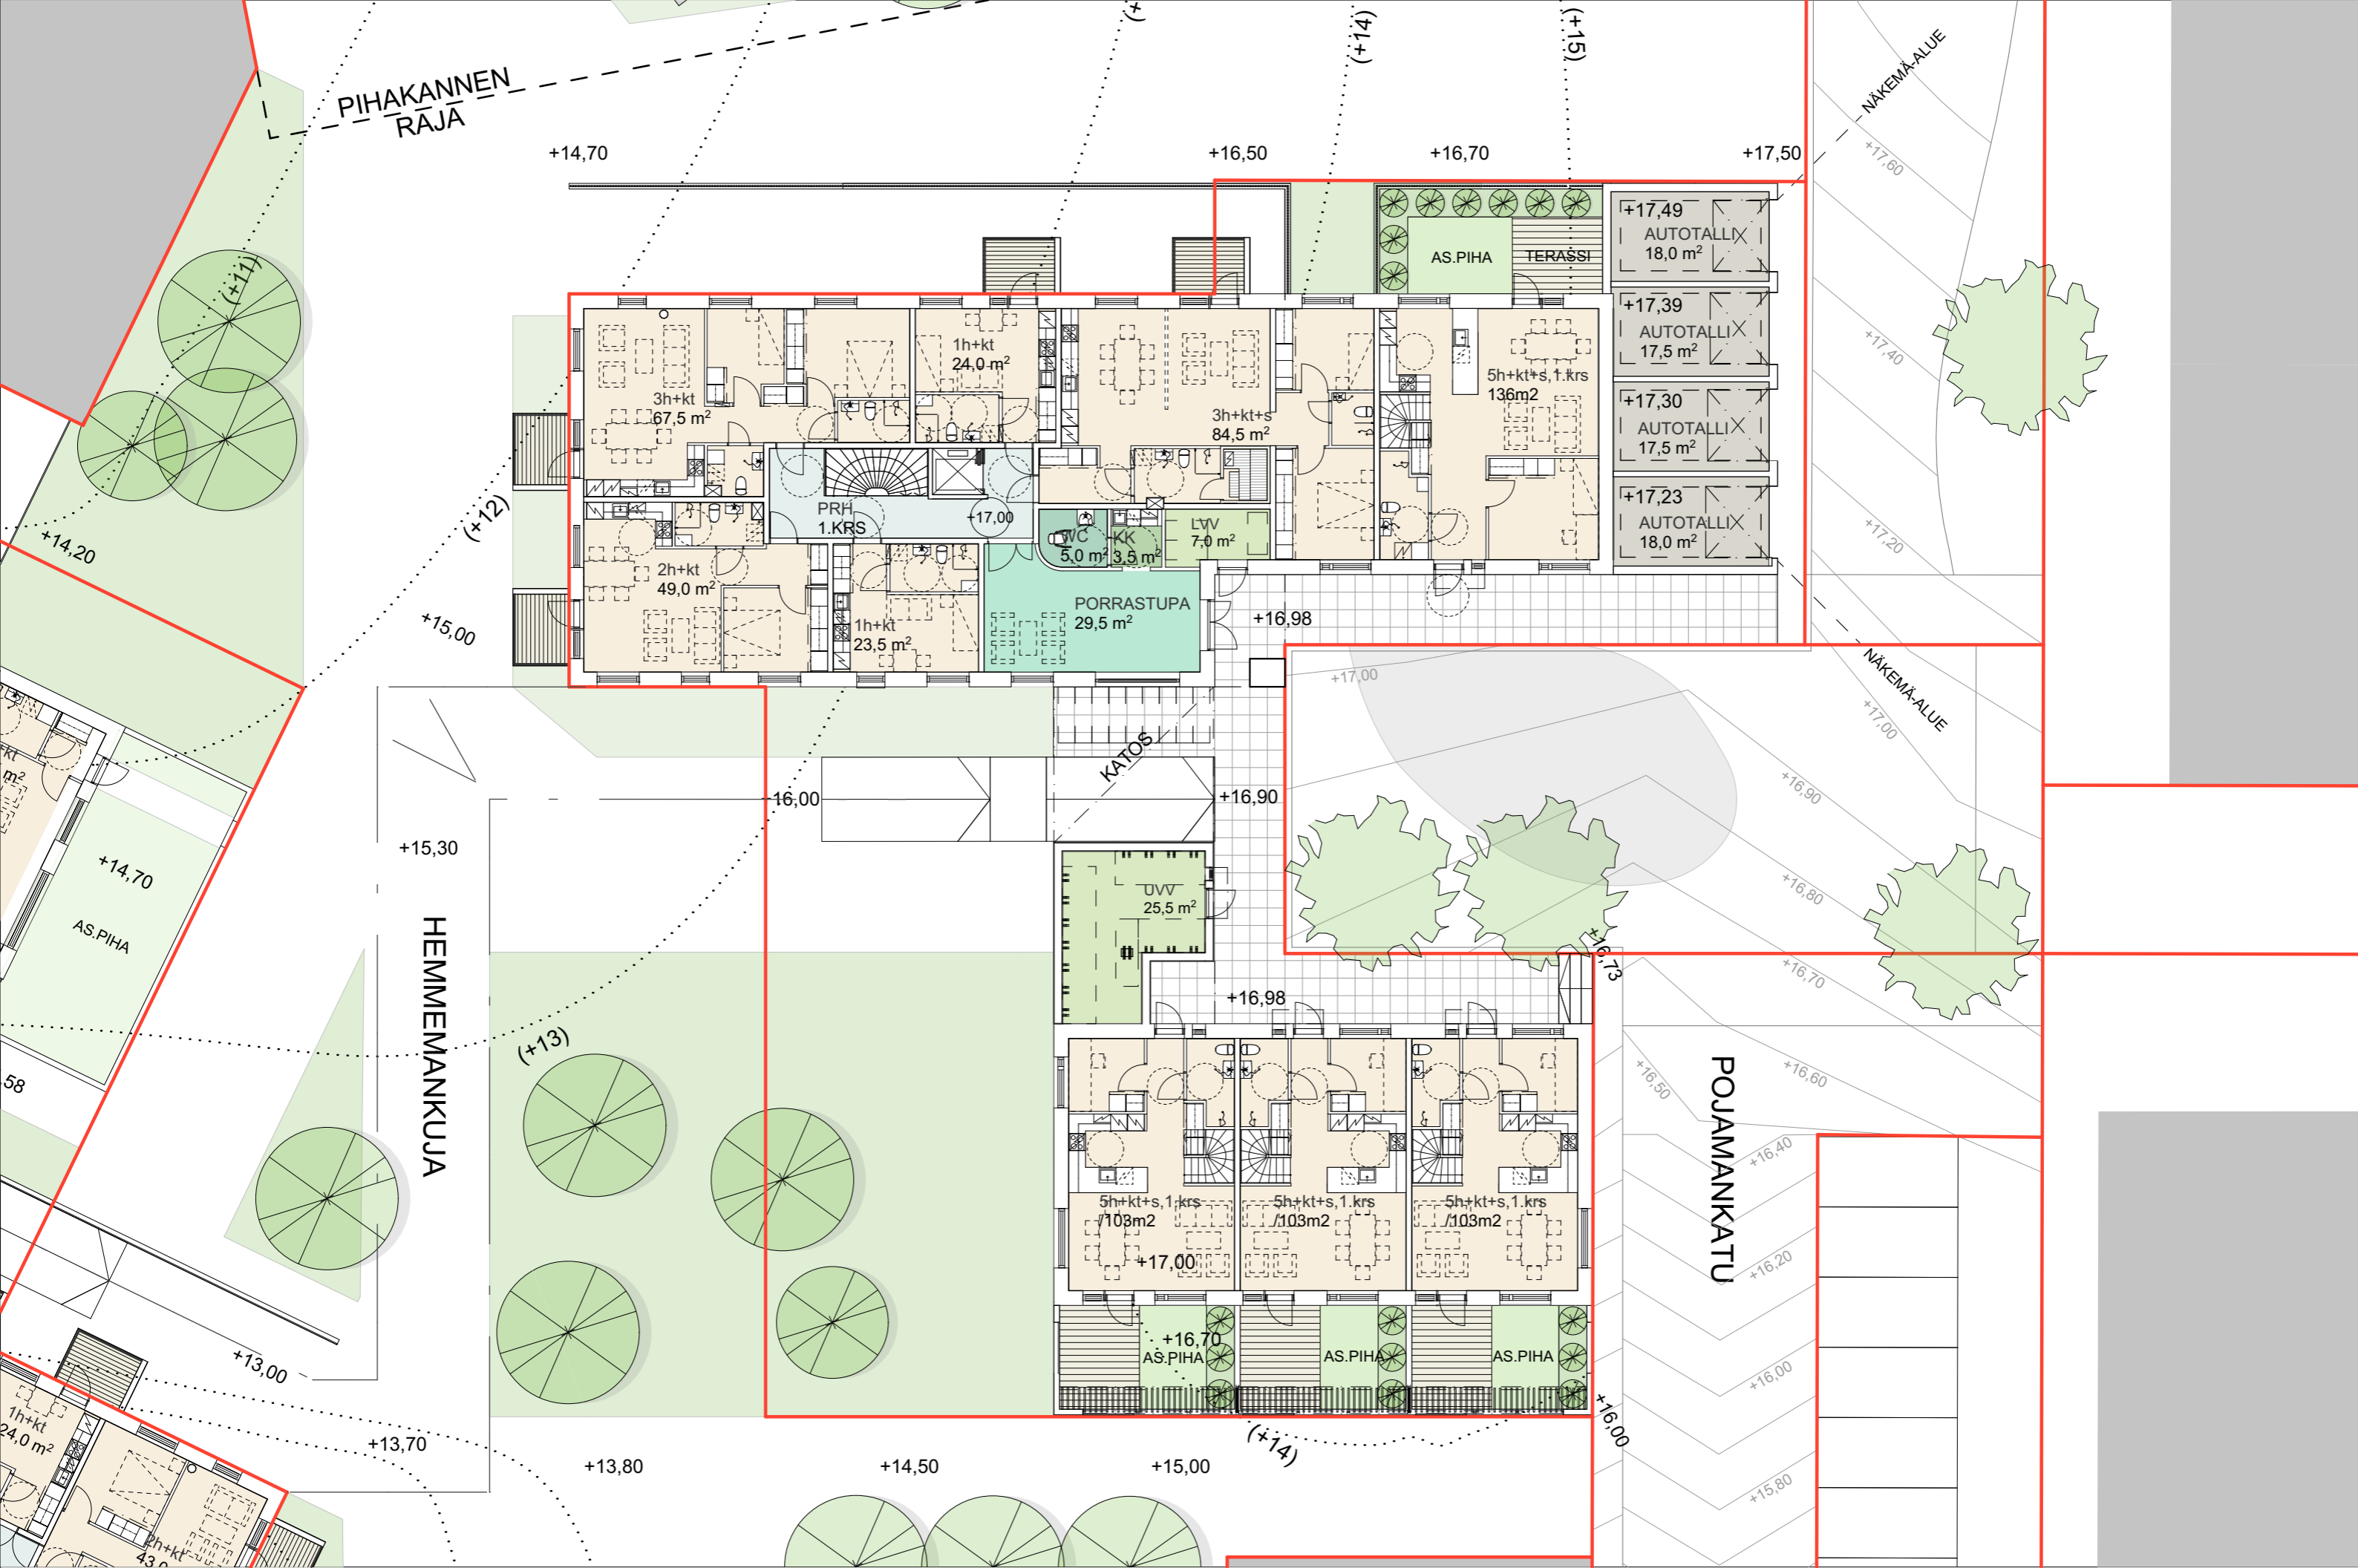 PIHAKANNEN
RAJA
(+14)
(+15)
NÄKEMÄ-ALUE
+14,70
+16,50
+16,70
+17,50
+17,60
(+11)
+17,49
AUTOTALLI
18,0 m²
AS.PIHA
TERASSI
+17,39
AUTOTALLI
17,5 m²
+17,40
1h+kt
24,0 m²
3h+kt
67,5 m²
3h+kt+s
84,5 m²
5h+kt+s,1.krs
136m2
+17,30
AUTOTALLI
17,5 m²
+17,23
AUTOTALLI
18,0 m²
+17,20
(+12)
+14,20
PRH
1.KRS
+17,00
WC
5,0 m²
KK
3,5 m²
LVV
7,0 m²
2h+kt
49,0 m²
+15,00
1h+kt
23,5 m²
PORRASTUPA
29,5 m²
+16,98
+17,00
NÄKEMÄ-ALUE
+17,00
kt
m²
KATOS
+16,00
+16,90
+16,90
+15,30
+14,70
AS.PIHA
UVV
25,5 m²
+16,80
+16,73
+16,70
HEMMEMANKUJA
+16,98
(+13)
,58
+16,50
+16,60
POJAMANKATU
+16,40
5h+kt+s,1.krs
/103m2
5h+kt+s,1.krs
/103m2
5h+kt+s,1.krs
/103m2
+17,00
+16,20
+16,70
AS.PIHA
AS.PIHA
AS.PIHA
+13,00
+16,00
+16,00
1h+kt
24,0 m²
+13,70
(+14)
+13,80
+14,50
+15,00
+15,80
2h+kt
43,0